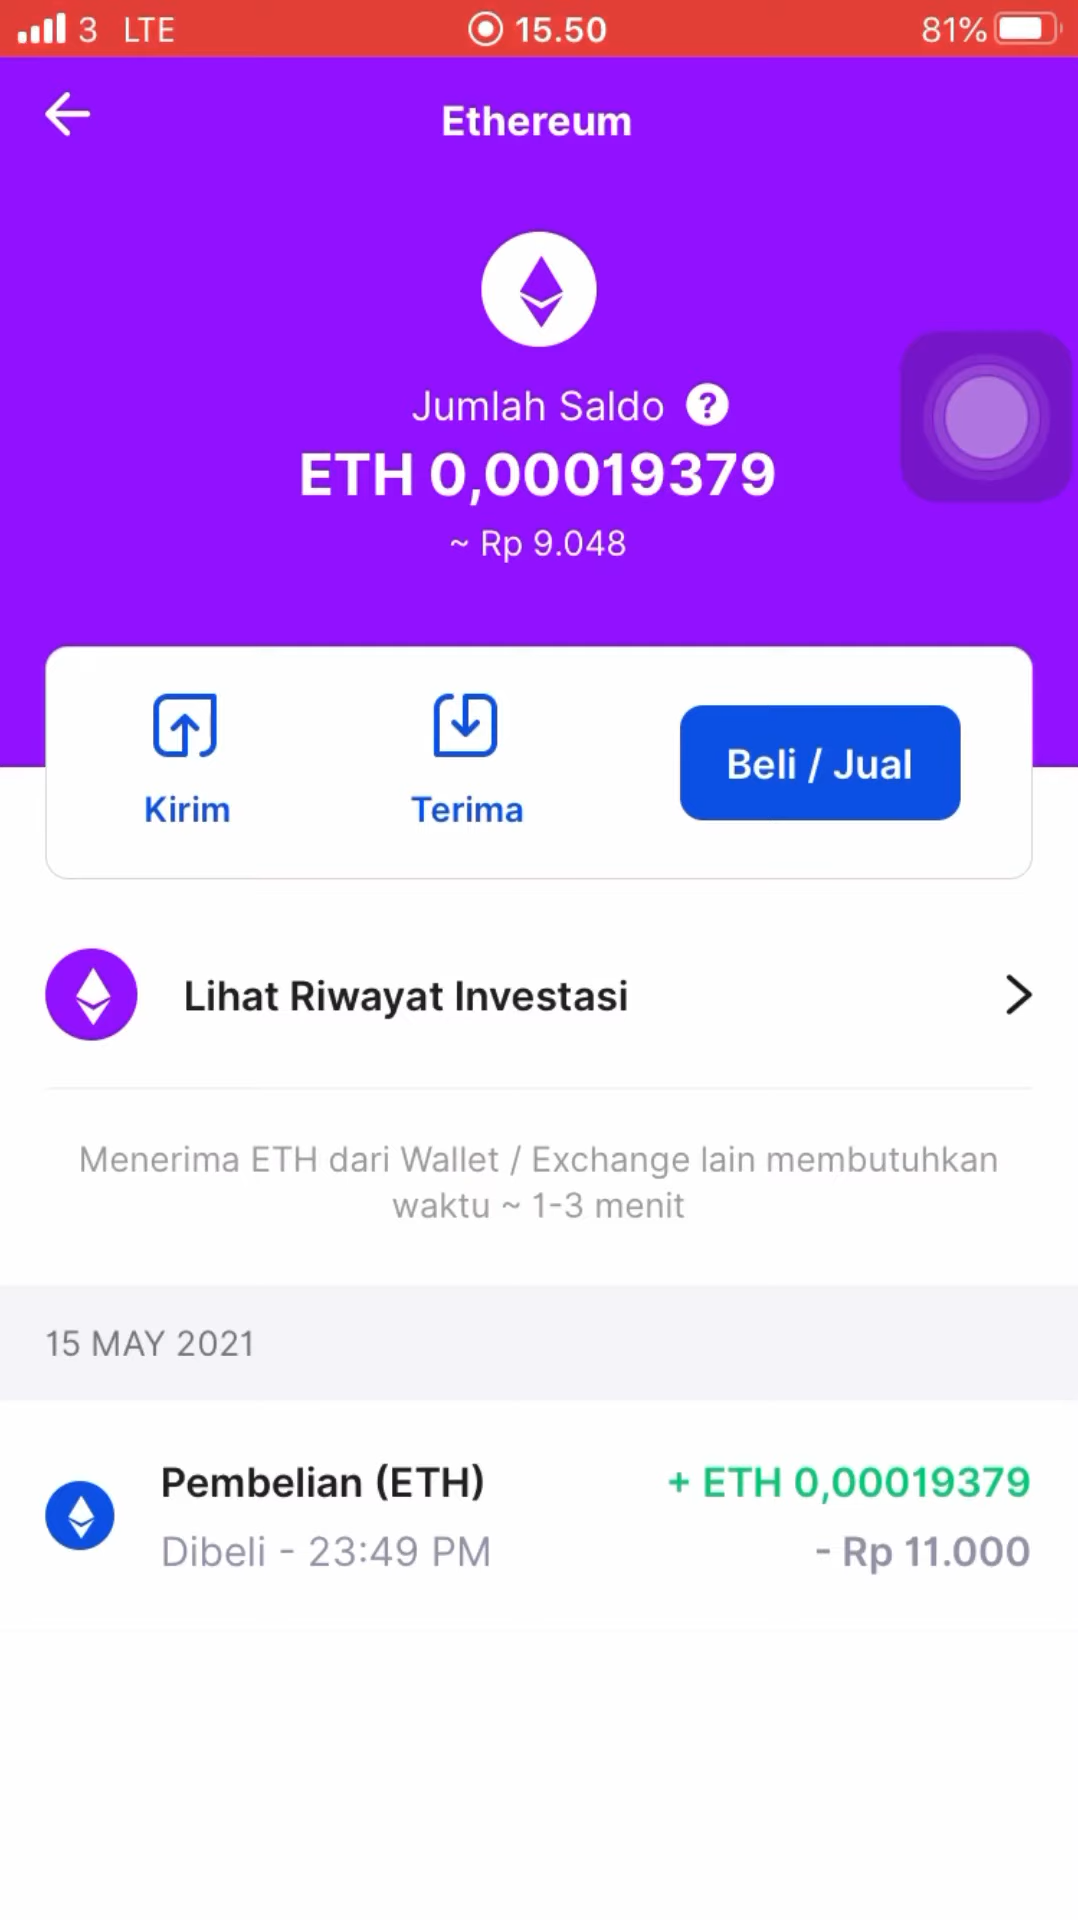 3 LTE 15.50 81%
Ethereum
Jumlah Saldo ?
ETH 0,00019379
~ Rp 9.048
Kirim Terima Beli / Jual
Lihat Riwayat Investasi
Menerima ETH dari Wallet / Exchange lain membutuhkan
waktu ~ 1-3 menit
15 MAY 2021
Pembelian (ETH) + ETH 0,00019379
Dibeli - 23:49 PM - Rp 11.000